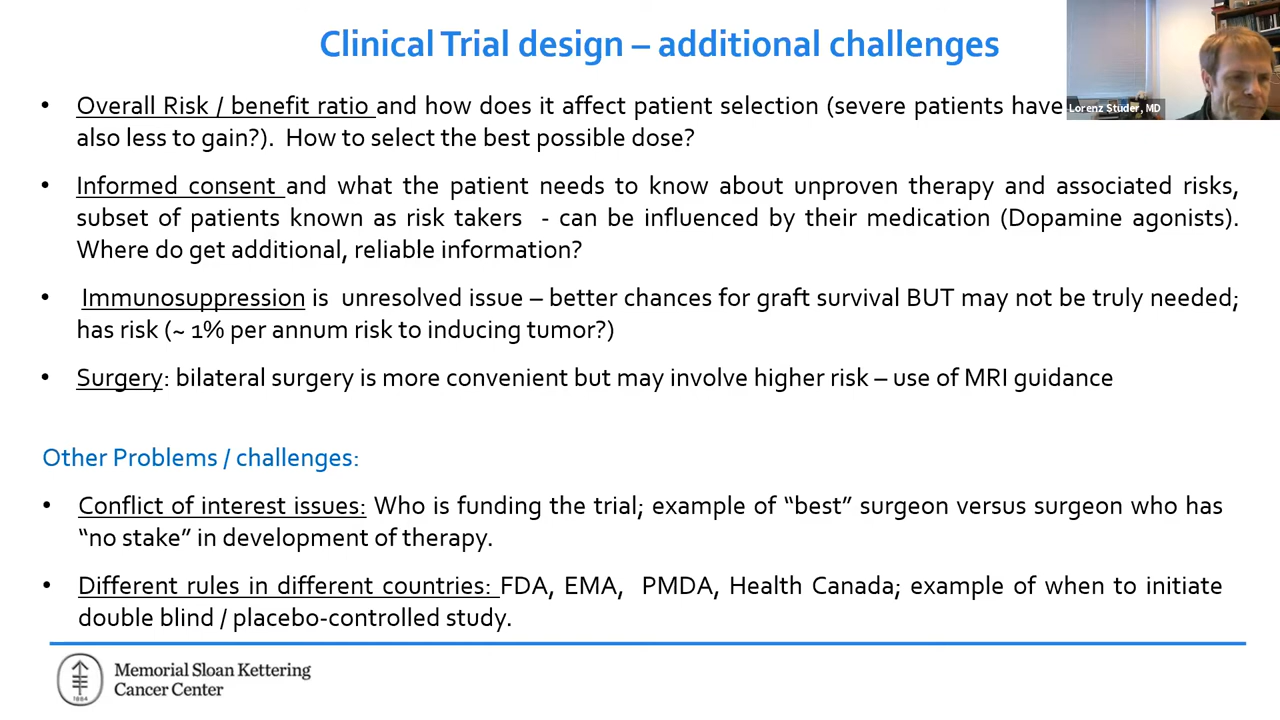 Clinical Trial design – additional challenges
• Overall Risk / benefit ratio and how does it affect patient selection (severe patients have
Lorenz Studer, MD
also less to gain?). How to select the best possible dose?
• Informed consent and what the patient needs to know about unproven therapy and associated risks,
subset of patients known as risk takers - can be influenced by their medication (Dopamine agonists).
Where do get additional, reliable information?
• Immunosuppression is unresolved issue – better chances for graft survival BUT may not be truly needed;
has risk (~ 1% per annum risk to inducing tumor?)
• Surgery: bilateral surgery is more convenient but may involve higher risk – use of MRI guidance
Other Problems / challenges:
• Conflict of interest issues: Who is funding the trial; example of “best” surgeon versus surgeon who has
“no stake” in development of therapy.
• Different rules in different countries: FDA, EMA, PMDA, Health Canada; example of when to initiate
double blind / placebo-controlled study.
Memorial Sloan Kettering
Cancer Center
1884